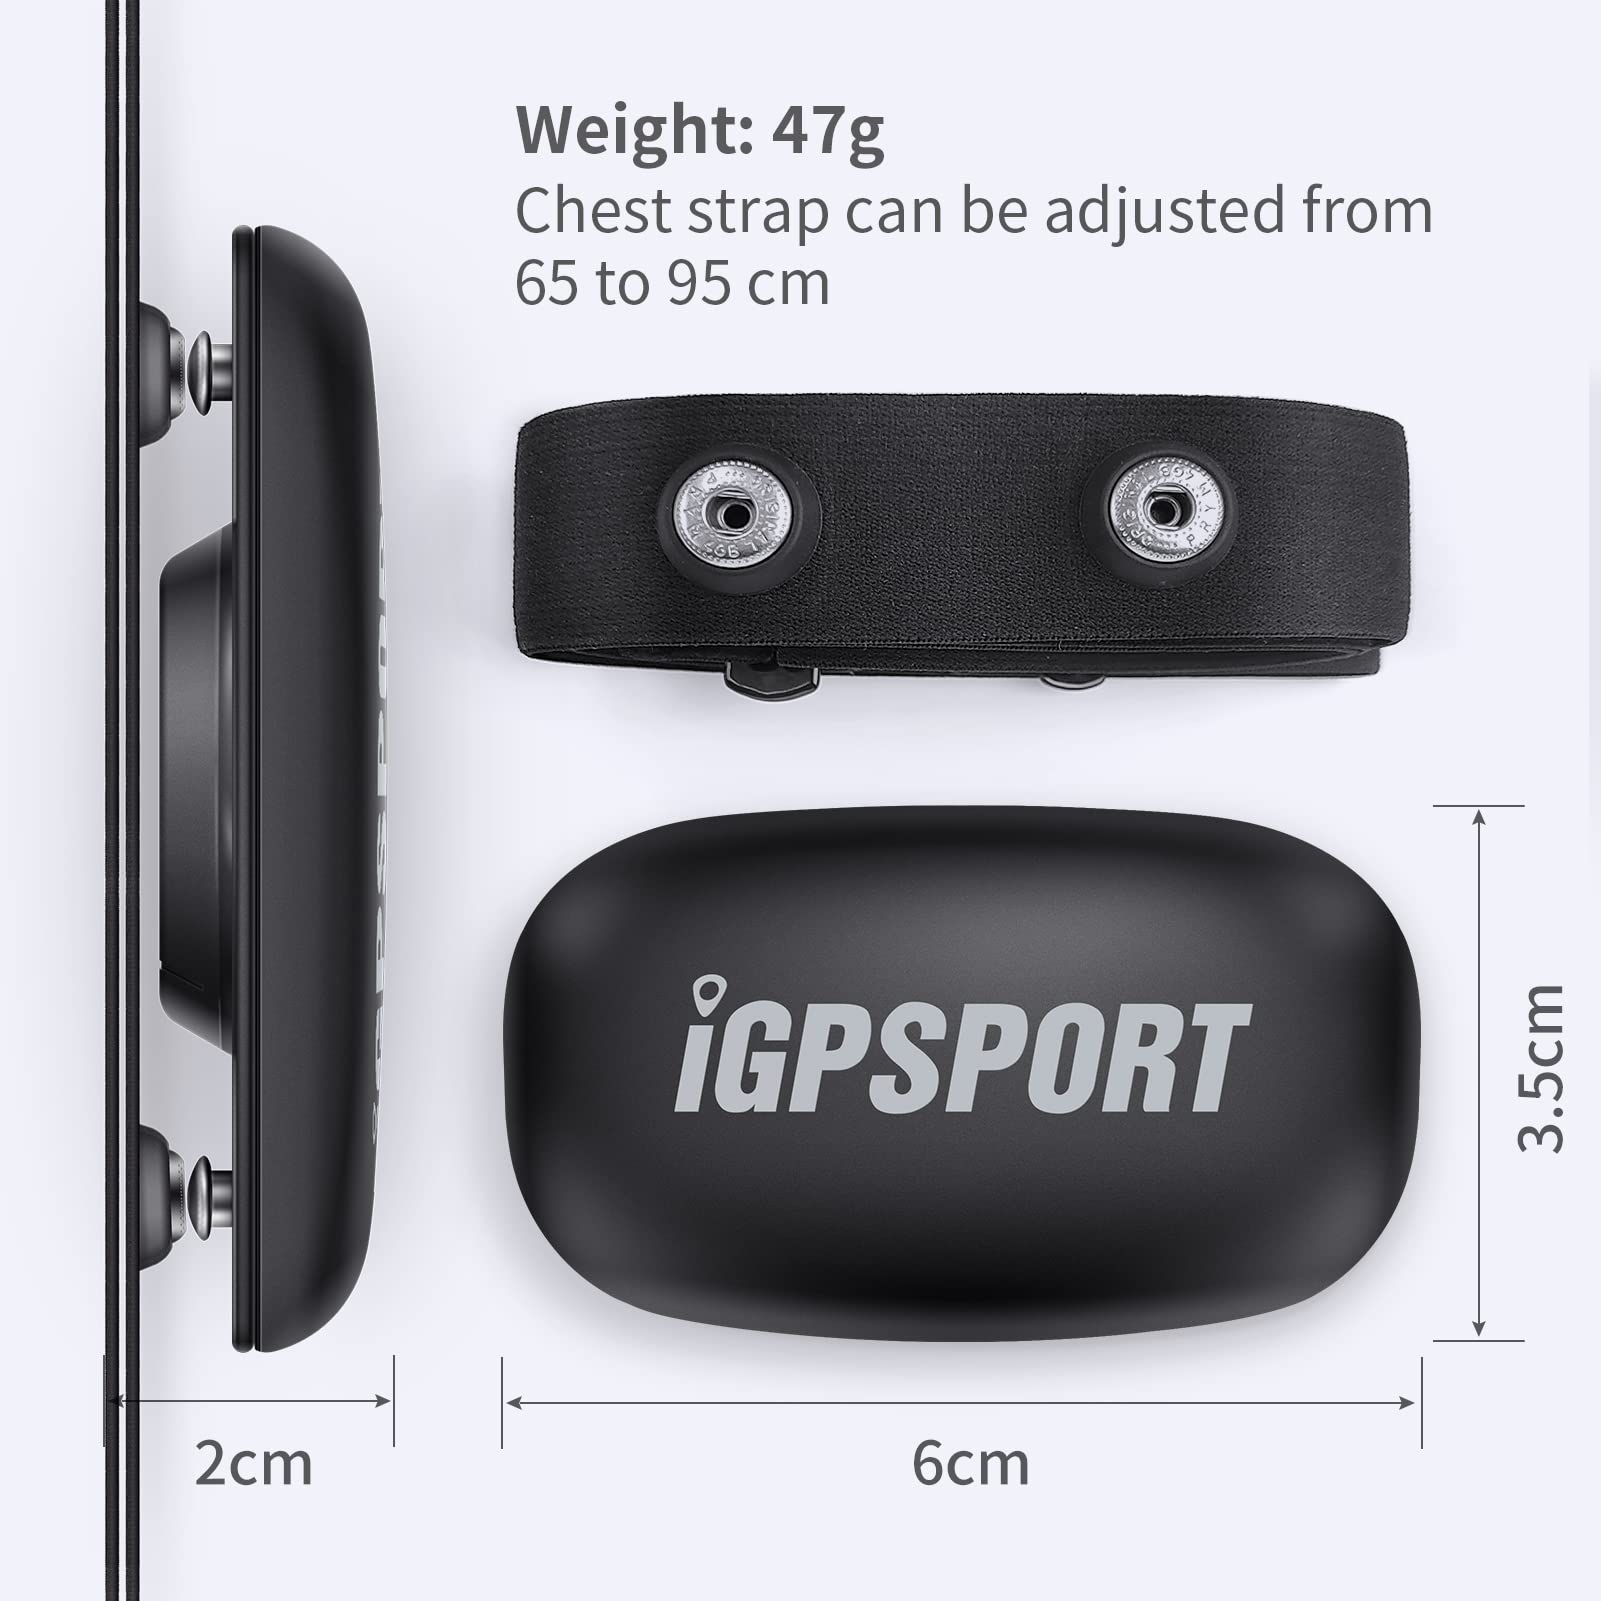 Weight: 47g
Chest strap can be adjusted from
65 to 95 cm
iGPSPORT
3.5cm
2cm
6cm